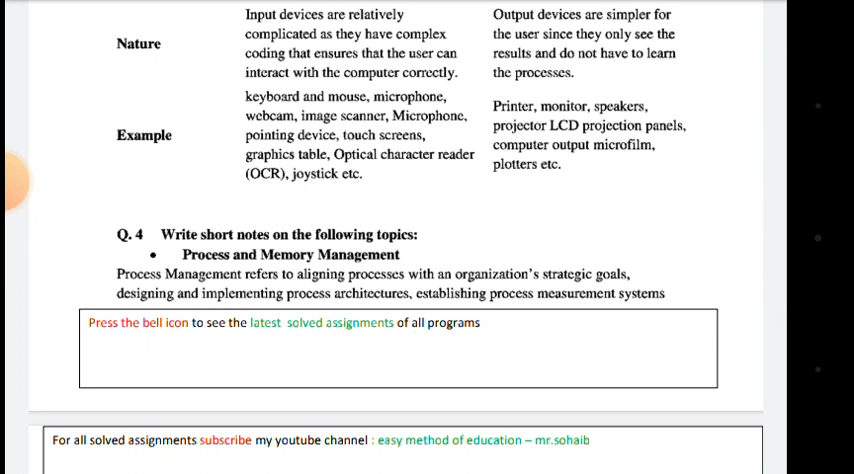 Nature
Input devices are relatively
complicated as they have complex
coding that ensures that the user can
interact with the computer correctly.
Output devices are simpler for
the user since they only see the
results and do not have to learn
the processes.
Example
keyboard and mouse, microphone,
webcam, image scanner, Microphone,
pointing device, touch screens,
graphics table, Optical character reader
(OCR), joystick etc.
Printer, monitor, speakers,
projector LCD projection panels,
computer output microfilm,
plotters etc.
Q. 4 Write short notes on the following topics:
• Process and Memory Management
Process Management refers to aligning processes with an organization's strategic goals,
designing and implementing process architectures, establishing process measurement systems
Press the bell icon to see the latest solved assignments of all programs
For all solved assignments subscribe my youtube channel : easy method of education – mr.sohaib